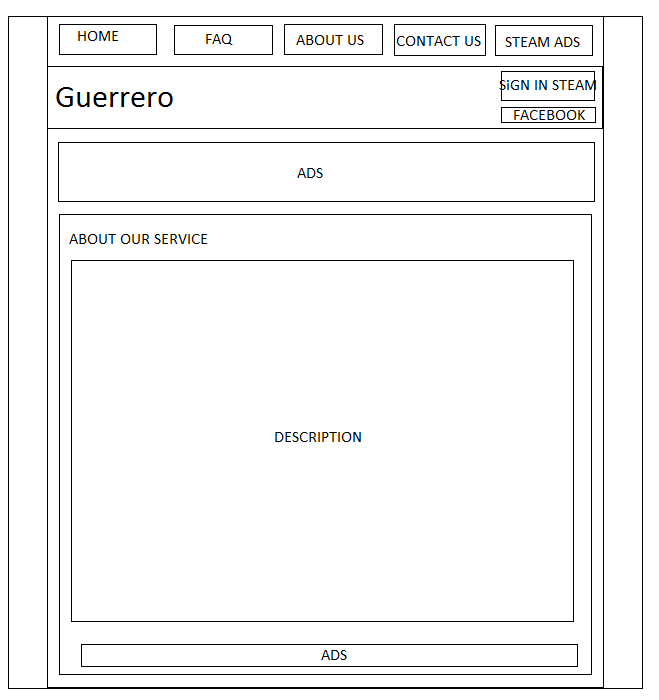 HOME
FAQ
ABOUT US
CONTACT US
STEAM ADS
Guerrero
SiGN IN STEAM
FACEBOOK
ADS
ABOUT OUR SERVICE
DESCRIPTION
ADS